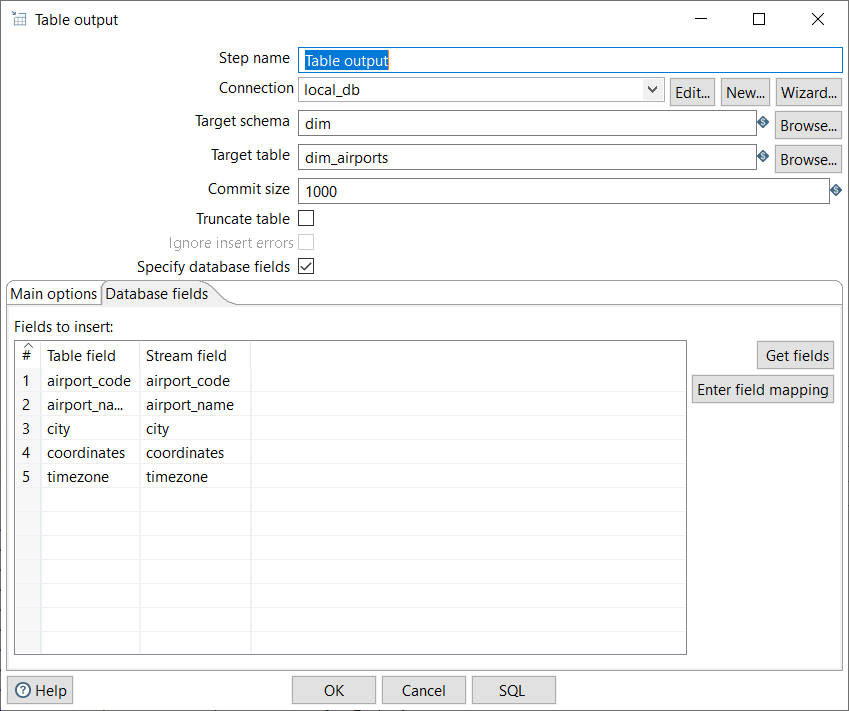 Table output
Step name Table output
Connection local_db Edit... New... Wizard...
Target schema dim Browse...
Target table dim_airports Browse...
Commit size 1000
Truncate table
Ignore insert errors
Specify database fields
Main options Database fields
Fields to insert:
# Table field Stream field Get fields
1 airport_code airport_code
2 airport_na... airport_name Enter field mapping
3 city city
4 coordinates coordinates
5 timezone timezone
Help OK Cancel SQL